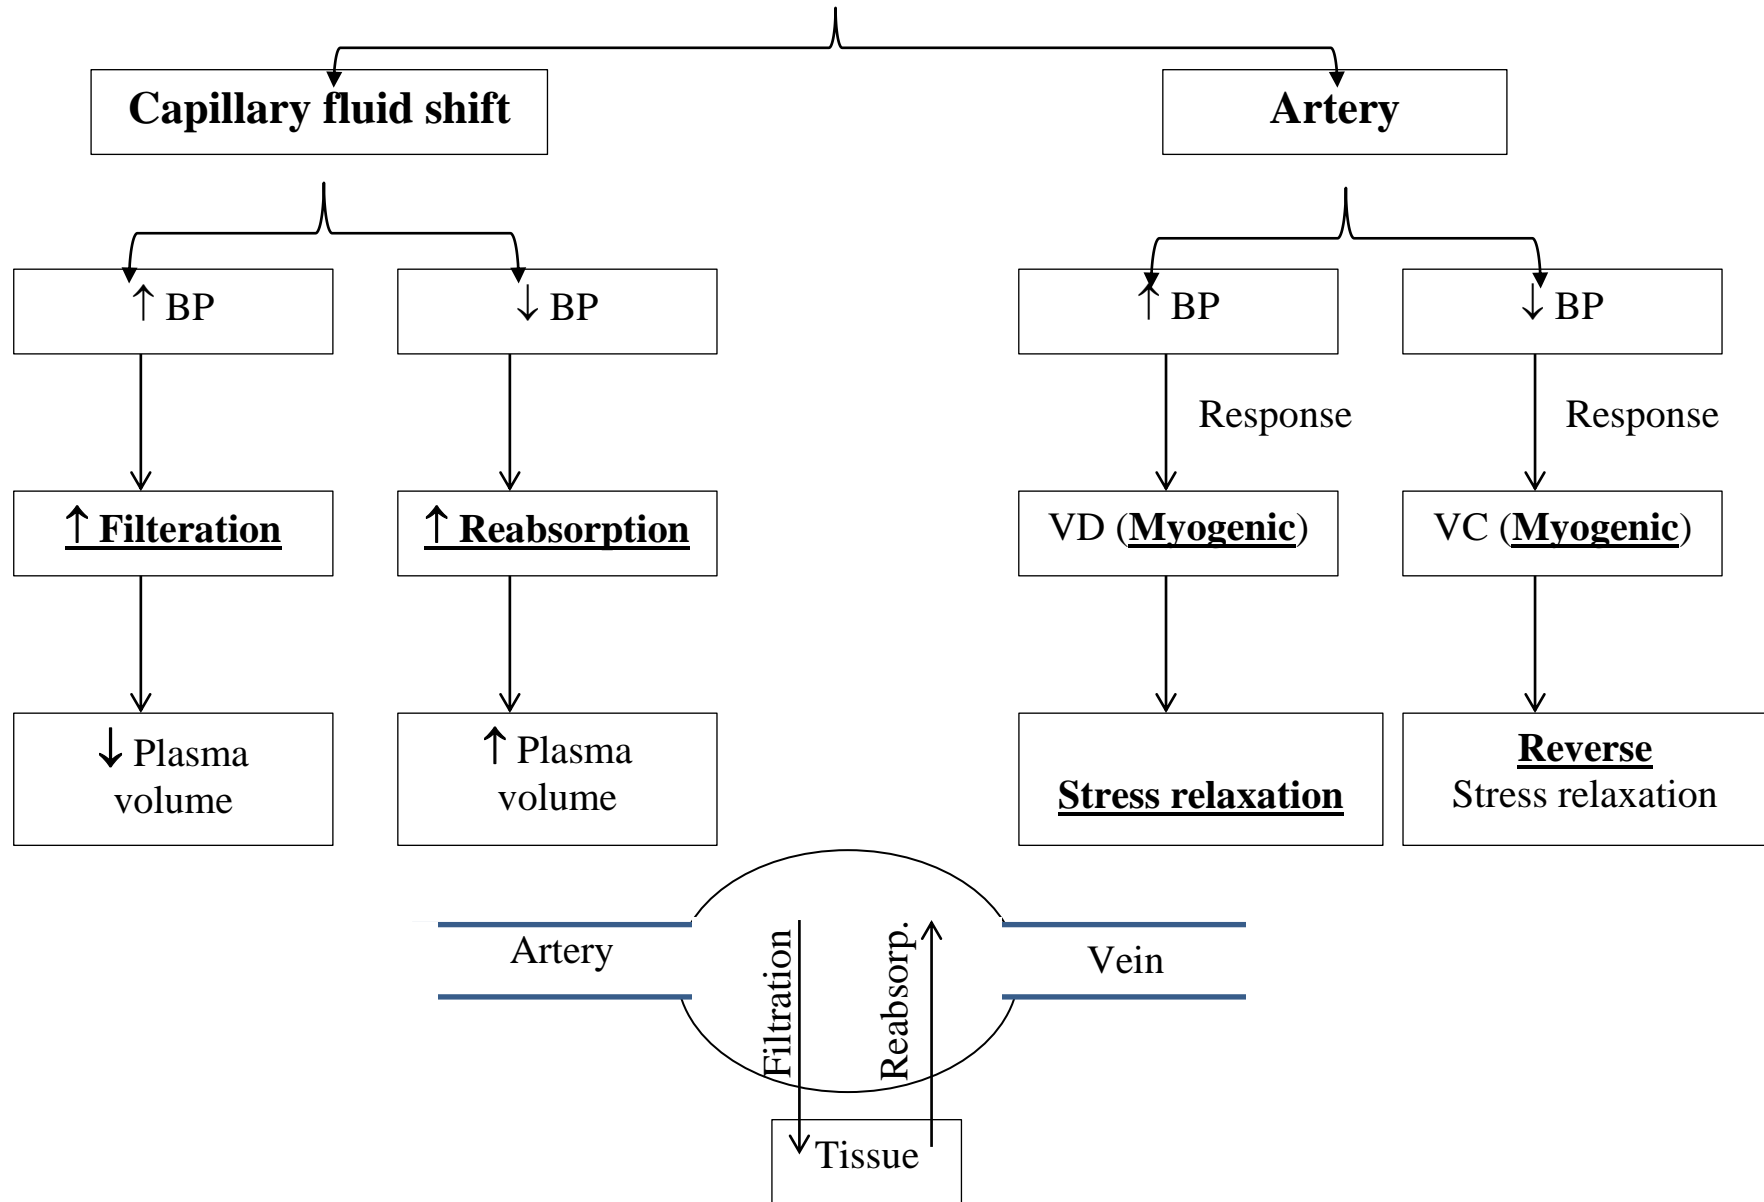 Capillary fluid shift
Artery
↑ BP
↓ BP
↑ BP
↓ BP
Response
Response
↑ Filteration
↑ Reabsorption
VD (Myogenic)
VC (Myogenic)
↓ Plasma
volume
↑ Plasma
volume
Stress relaxation
Reverse
Stress relaxation
Artery
Filtration
Reabsorp.
Vein
Tissue